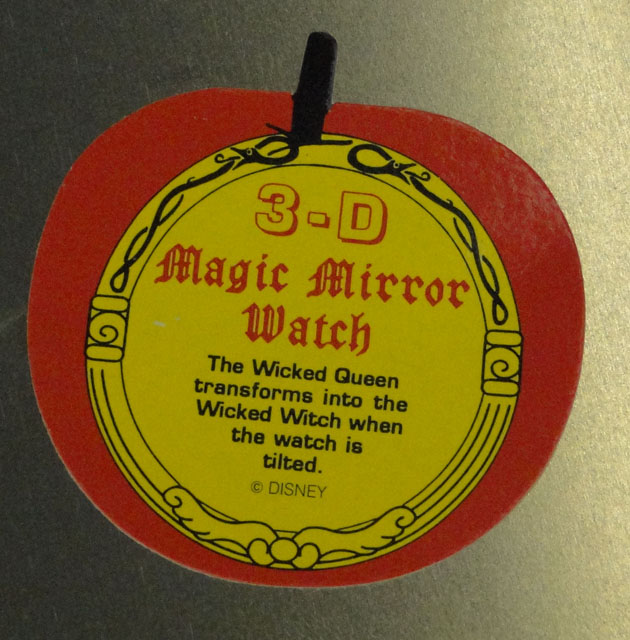 3-D
Magic Mirror
Watch
The Wicked Queen
transforms into the
Wicked Witch when
the watch is
tilted.
© DISNEY